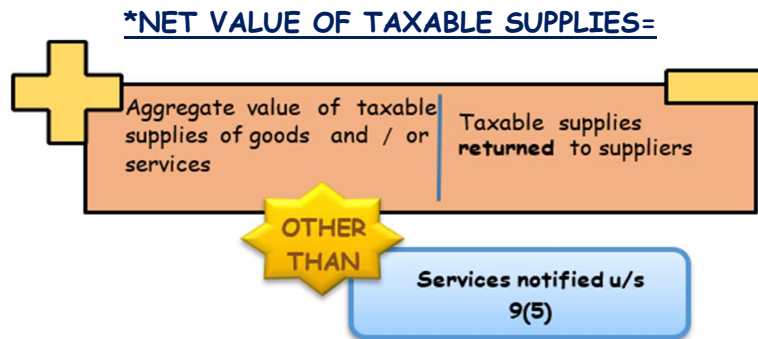 *NET VALUE OF TAXABLE SUPPLIES=
Aggregate value of taxable
supplies of goods and / or
services
Taxable supplies
returned to suppliers
OTHER
THAN
Services notified u/s
9(5)